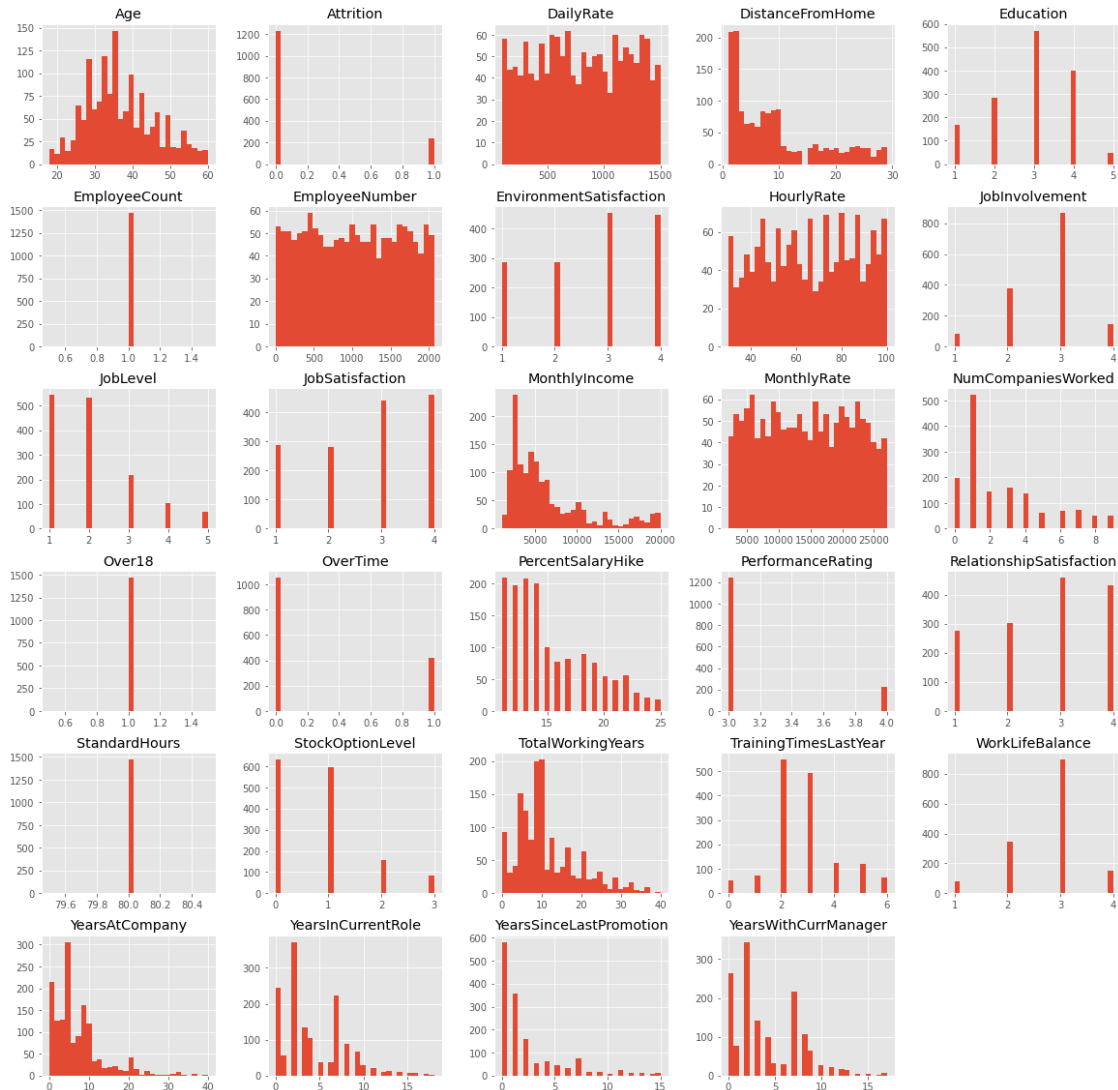 Age Attrition DailyRate DistanceFromHome Education
150 125 100 75 50 25 0
20 30 40 50 60
1200 1000 800 600 400 200 0
0.0 0.2 0.4 0.6 0.8 1.0
60 50 40 30 20 10 0
500 1000 1500
200 150 100 50 0
0 10 20 30
600 500 400 300 200 100 0
1 2 3 4 5
EmployeeCount EmployeeNumber EnvironmentSatisfaction HourlyRate JobInvolvement
1500 1250 1000 750 500 250 0
0.6 0.8 1.0 1.2 1.4
60 50 40 30 20 10 0
0 500 1000 1500 2000
400 300 200 100 0
1 2 3 4
60 40 20 0
40 60 80 100
800 600 400 200 0
1 2 3 4
JobLevel JobSatisfaction MonthlyIncome MonthlyRate NumCompaniesWorked
500 400 300 200 100 0
1 2 3 4 5
400 300 200 100 0
1 2 3 4
200 150 100 50 0
5000 10000 15000 20000
60 50 40 30 20 10 0
5000 10000 15000 20000 25000
500 400 300 200 100 0
0 2 4 6 8
Over18 OverTime PercentSalaryHike PerformanceRating RelationshipSatisfaction
1500 1250 1000 750 500 250 0
0.6 0.8 1.0 1.2 1.4
1000 800 600 400 200 0
0.0 0.2 0.4 0.6 0.8 1.0
200 150 100 50 0
15 20 25
1200 1000 800 600 400 200 0
3.0 3.2 3.4 3.6 3.8 4.0
400 300 200 100 0
1 2 3 4
StandardHours StockOptionLevel TotalWorkingYears TrainingTimesLastYear WorkLifeBalance
1500 1250 1000 750 500 250 0
79.6 79.8 80.0 80.2 80.4
600 500 400 300 200 100 0
0 1 2 3
200 150 100 50 0
0 10 20 30 40
500 400 300 200 100 0
0 2 4 6
800 600 400 200 0
1 2 3 4
YearsAtCompany YearsInCurrentRole YearsSinceLastPromotion YearsWithCurrManager
300 250 200 150 100 50 0
0 10 20 30 40
300 200 100 0
0 5 10 15
600 500 400 300 200 100 0
0 5 10 15
300 200 100 0
0 5 10 15